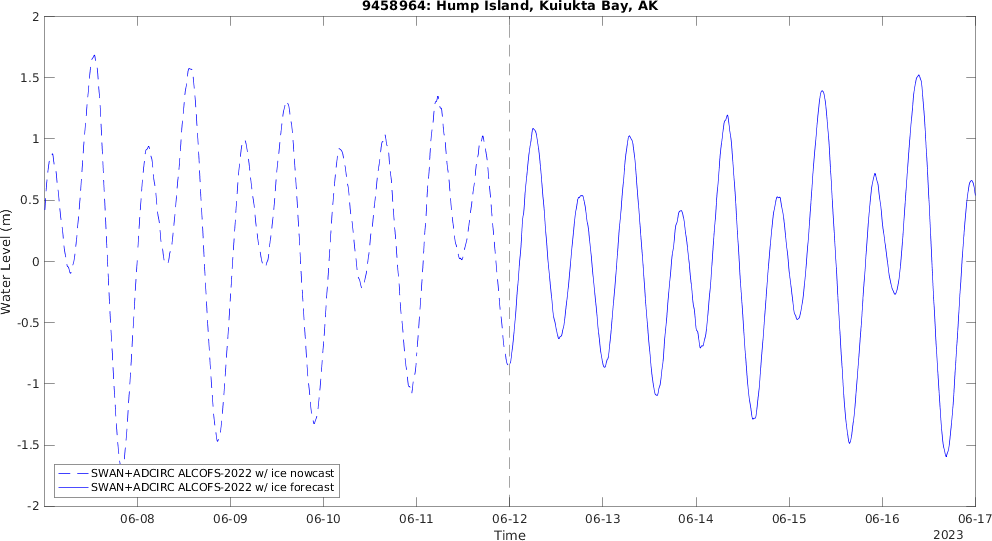 9458964: Hump Island, Kuiukta Bay, AK
2
1.5
1
0.5
0
-0.5
-1
-1.5
-2
Water Level (m)
SWAN+ADCIRC ALCOFS-2022 w/ ice nowcast
SWAN+ADCIRC ALCOFS-2022 w/ ice forecast
06-08 06-09 06-10 06-11 06-12 06-13 06-14 06-15 06-16 06-17
Time
2023